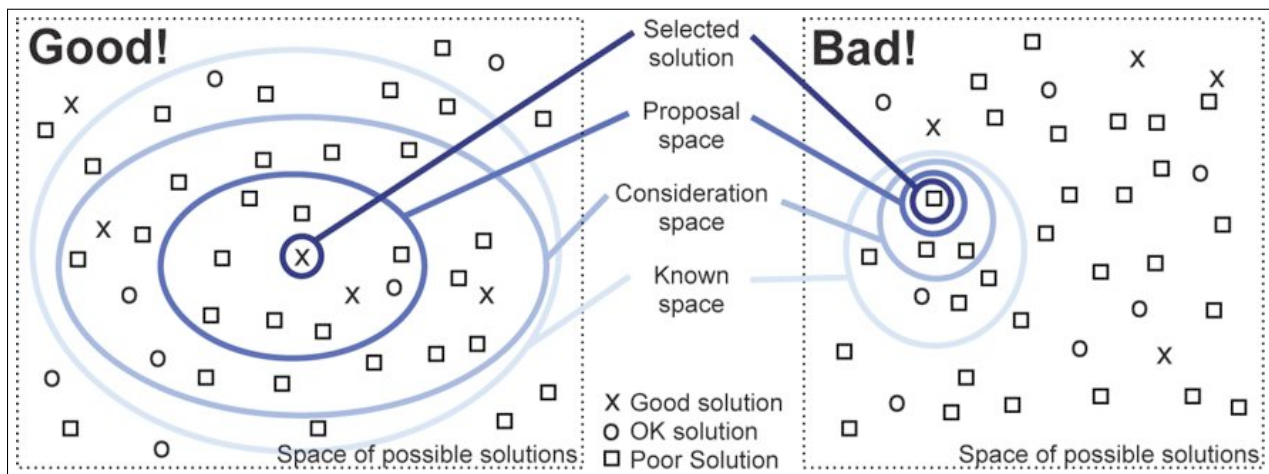 Good!
Selected
solution
Proposal
space
Consideration
space
Known
space
X Good solution
O OK solution
Poor Solution
Space of possible solutions
Bad!
Space of possible solutions